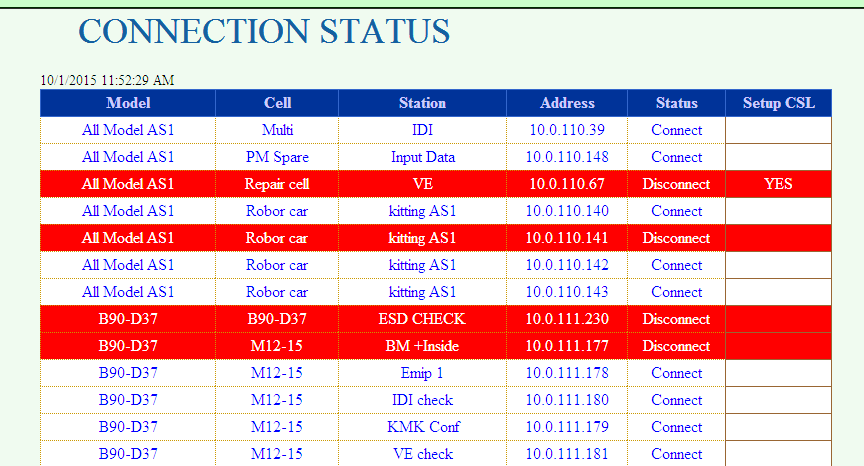 CONNECTION STATUS
10/1/2015 11:52:29 AM
Model Cell Station Address Status Setup CSL
All Model AS1 Multi IDI 10.0.110.39 Connect
All Model AS1 PM Spare Input Data 10.0.110.148 Connect
All Model AS1 Repair cell VE 10.0.110.67 Disconnect YES
All Model AS1 Robor car kitting AS1 10.0.110.140 Connect
All Model AS1 Robor car kitting AS1 10.0.110.141 Disconnect
All Model AS1 Robor car kitting AS1 10.0.110.142 Connect
All Model AS1 Robor car kitting AS1 10.0.110.143 Connect
B90-D37 B90-D37 ESD CHECK 10.0.111.230 Disconnect
B90-D37 M12-15 BM +Inside 10.0.111.177 Disconnect
B90-D37 M12-15 Emip 1 10.0.111.178 Connect
B90-D37 M12-15 IDI check 10.0.111.180 Connect
B90-D37 M12-15 KMK Conf 10.0.111.179 Connect
B90-D37 M12-15 VE check 10.0.111.181 Connect